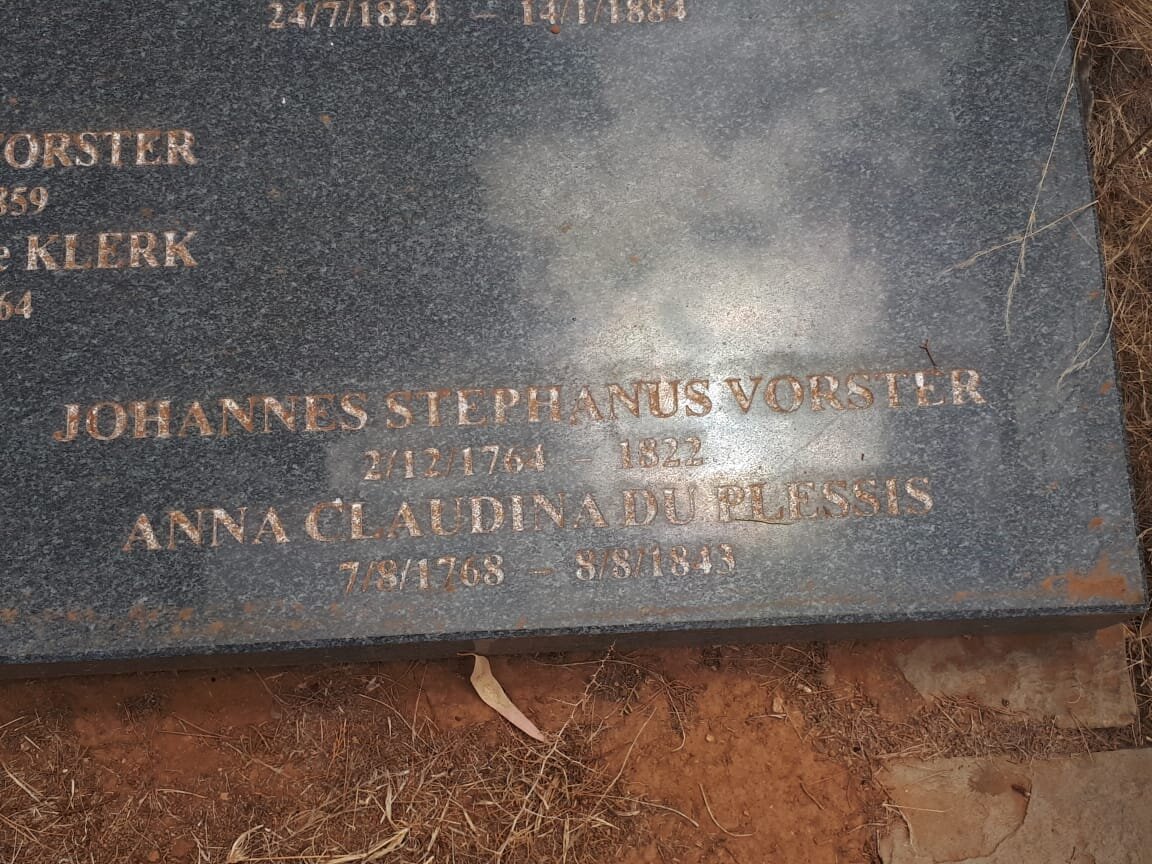 24/7/1824 – 14/1/1884
VORSTER
859
e KLERK
64
JOHANNES STEPHANUS VORSTER
2/12/1764 – 1822
ANNA CLAUDINA DU PLESSIS
7/8/1768 – 8/8/1843